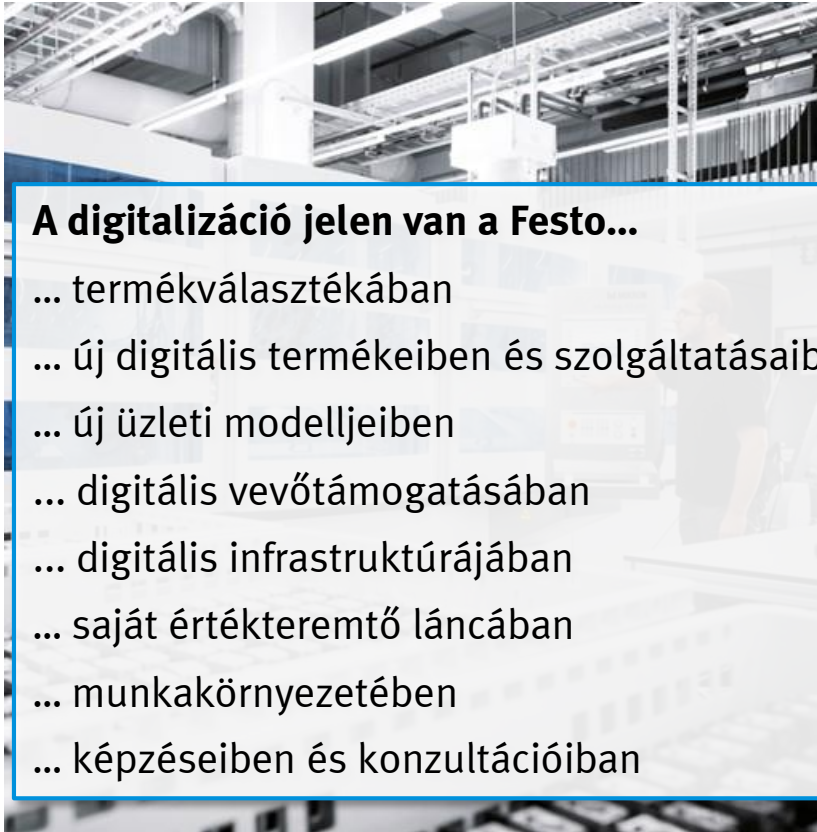 A digitalizáció jelen van a Festo...
... termékválasztékában
... új digitális termékeiben és szolgáltatásaib
... új üzleti modelljeiben
... digitális vevőtámogatásában
... digitális infrastruktúrájában
... saját értékteremtő láncában
... munkakörnyezetében
... képzéseiben és konzultációiban